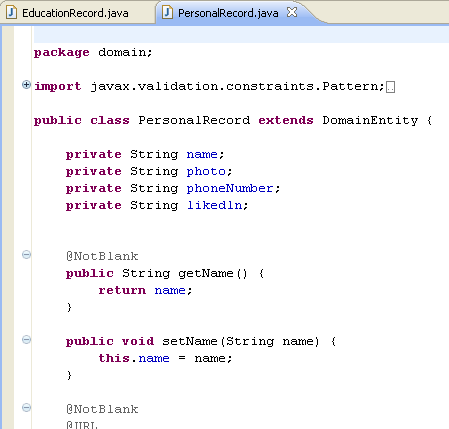 EducationRecord.java PersonalRecord.java
package domain;
import javax.validation.constraints.Pattern;
public class PersonalRecord extends DomainEntity {
private String name;
private String photo;
private String phoneNumber;
private String likedln;
@NotBlank
public String getName() {
return name;
}
public void setName(String name) {
this.name = name;
}
@NotBlank
@URL